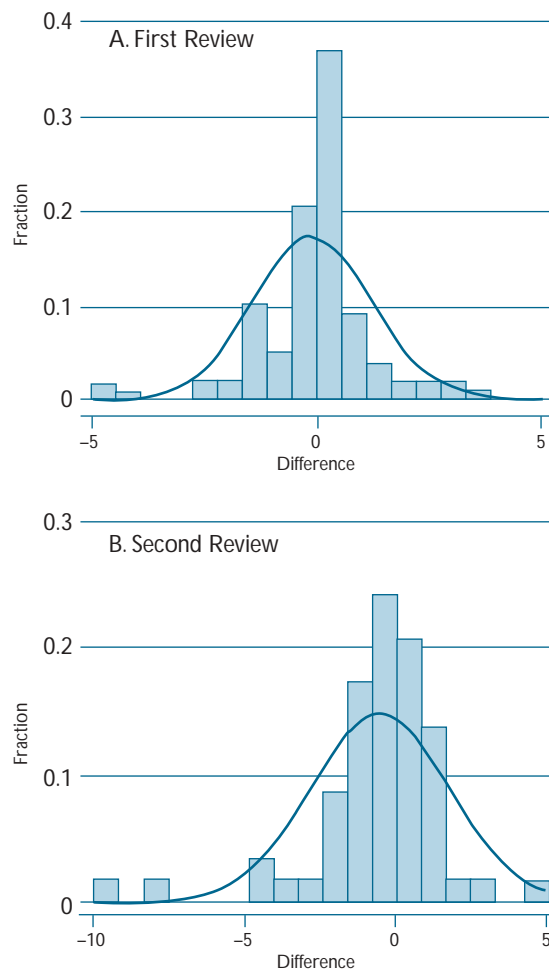 A. First Review
Fraction
0.4
0.3
0.2
0.1
0
−5
0
5
Difference
B. Second Review
Fraction
0.3
0.2
0.1
0
−10
−5
0
5
Difference